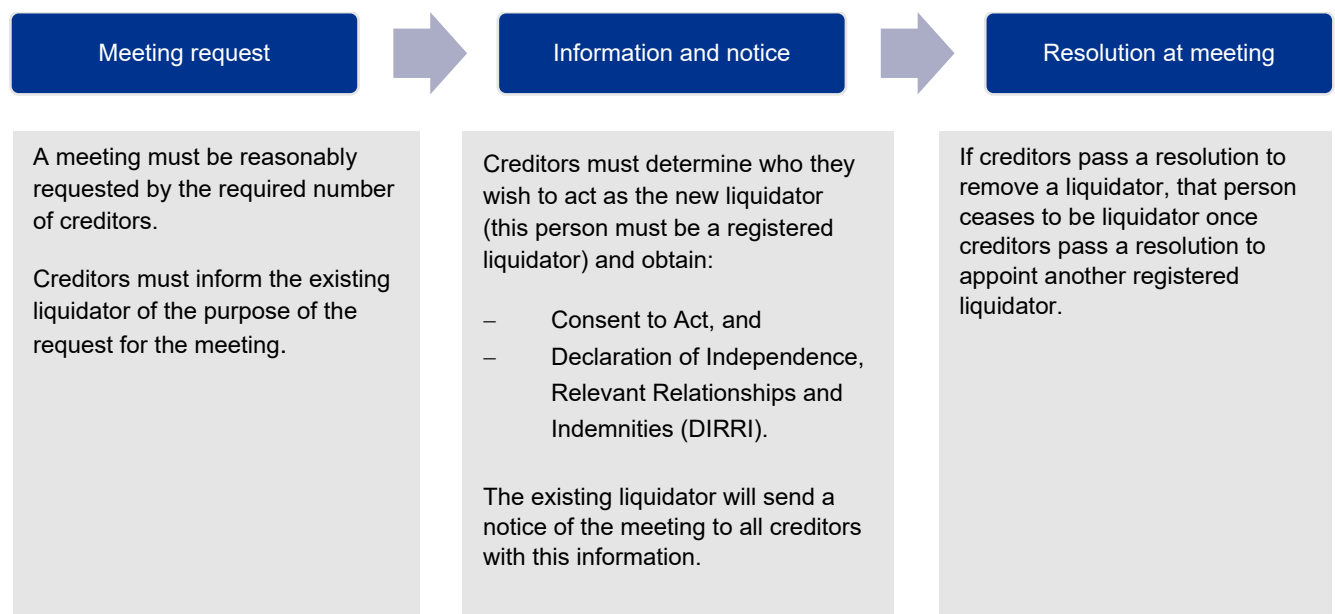 Meeting request
Information and notice
Resolution at meeting
A meeting must be reasonably
requested by the required number
of creditors.
Creditors must inform the existing
liquidator of the purpose of the
request for the meeting.
Creditors must determine who they
wish to act as the new liquidator
(this person must be a registered
liquidator) and obtain:
– Consent to Act, and
– Declaration of Independence,
Relevant Relationships and
Indemnities (DIRRI).
The existing liquidator will send a
notice of the meeting to all creditors
with this information.
If creditors pass a resolution to
remove a liquidator, that person
ceases to be liquidator once
creditors pass a resolution to
appoint another registered
liquidator.